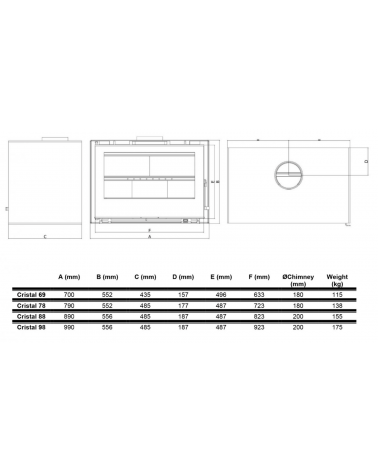 D
H
E
B
C
F
A
A (mm) B (mm) C (mm) D (mm) E (mm) F (mm) ØChimney (mm) Weight (kg)
Cristal 69 700 552 435 157 496 633 180 115
Cristal 78 790 552 485 177 487 723 180 138
Cristal 88 890 556 485 187 487 823 200 155
Cristal 98 990 556 485 187 487 923 200 175